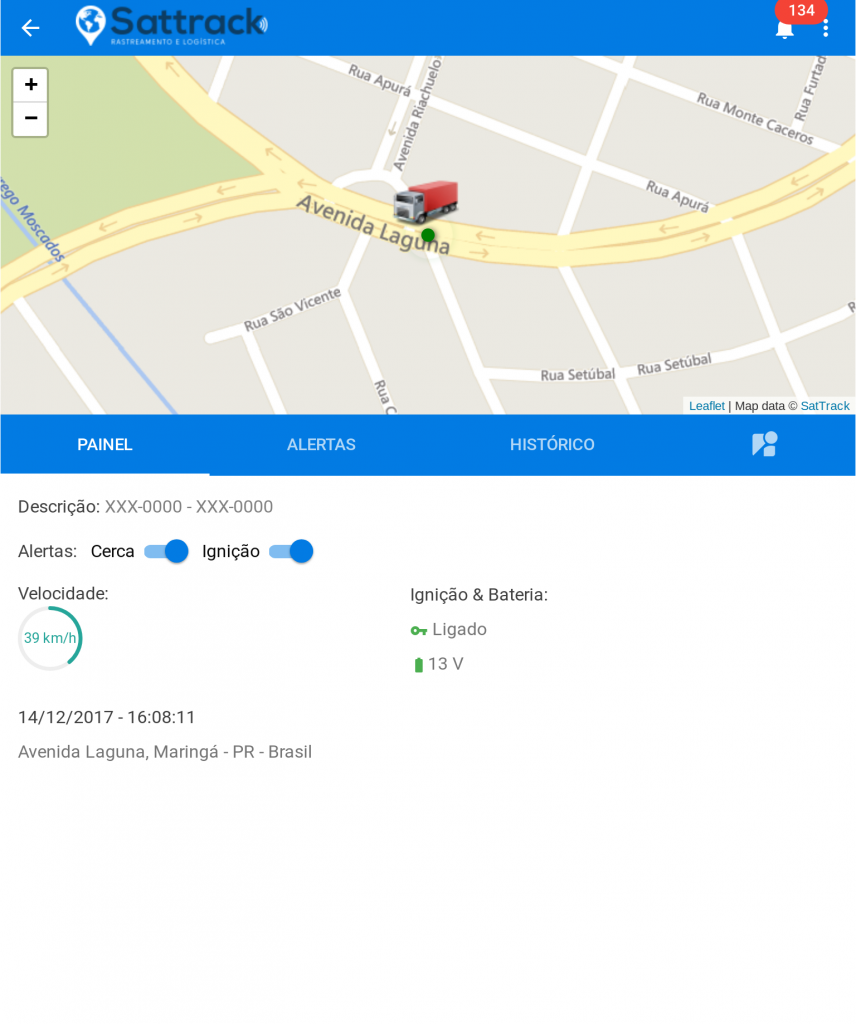 Sattrack
RASTREAMENTO E LOGÍSTICA
134
+
−
Rua Apurá
Avenida Riachuelo
Rua Monte Caceros
Rua Furtad
Rua Apurá
rego Moscados
Avenida Laguna
Rua São Vicente
Rua C
Rua Setúbal
Rua Setúbal
R
Leaflet | Map data © SatTrack
PAINEL
ALERTAS
HISTÓRICO
Descrição: XXX-0000 - XXX-0000
Alertas: Cerca Ignição
Velocidade:
39 km/h
Ignição & Bateria:
Ligado
13 V
14/12/2017 - 16:08:11
Avenida Laguna, Maringá - PR - Brasil